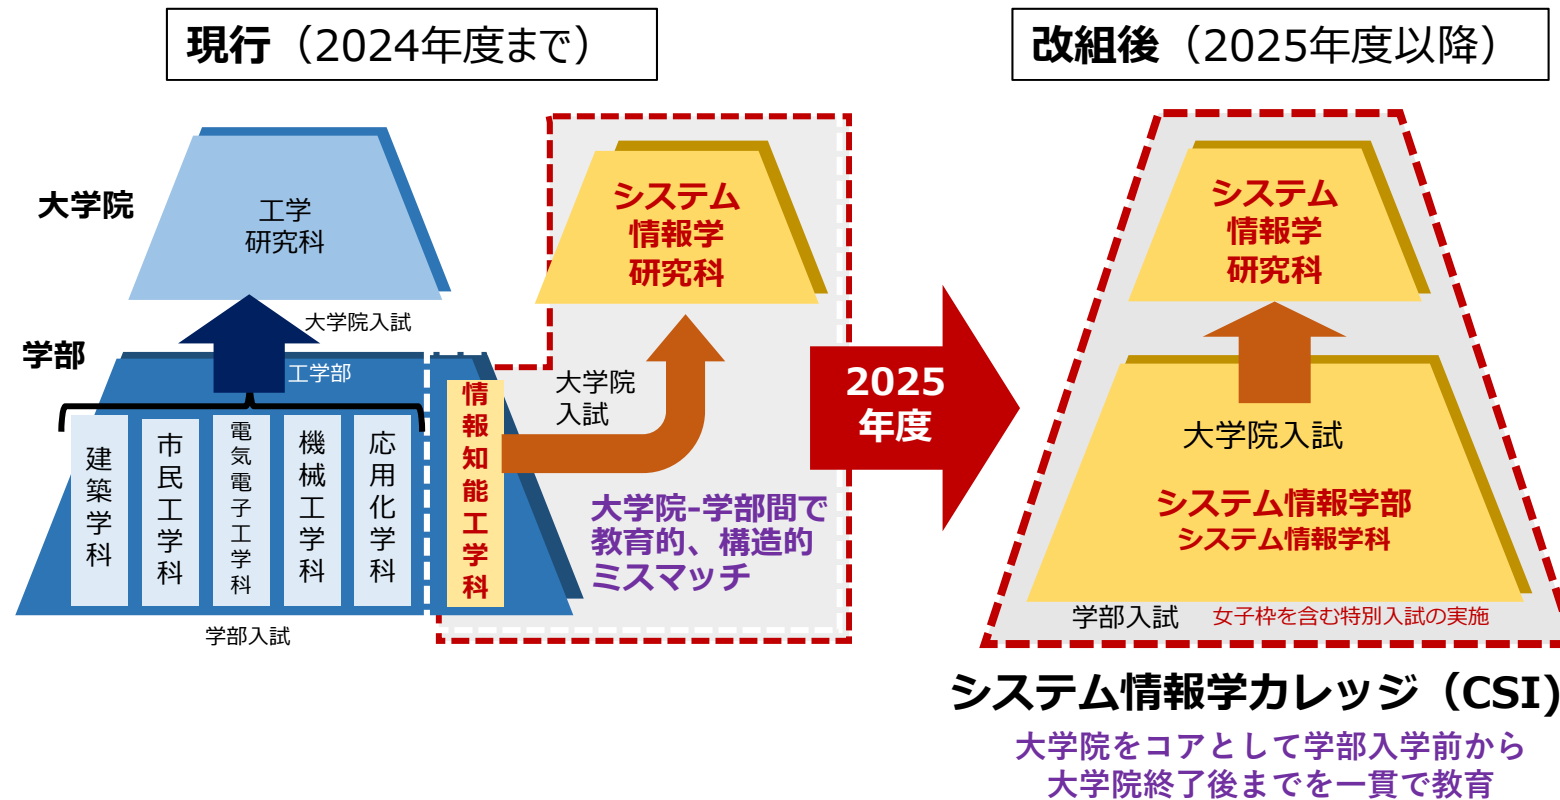 現行（2024年度まで）
大学院
工学
研究科
大学院入試
学部
工学部
建築学科
市民工学科
電気電子工学科
機械工学科
応用化学科
情報知能工学科
学部入試
システム
情報学
研究科
大学院
入試
大学院-学部間で
教育的、構造的
ミスマッチ
2025
年度
改組後（2025年度以降）
システム
情報学
研究科
大学院入試
システム情報学部
システム情報学科
学部入試
女子枠を含む特別入試の実施
システム情報学カレッジ（CSI)
大学院をコアとして学部入学前から
大学院終了後までを一貫で教育